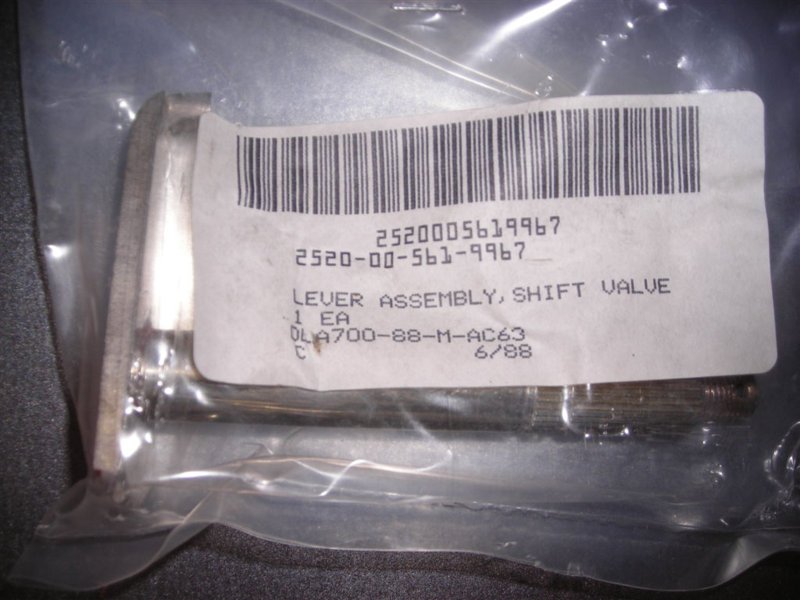 2520005619967
2520-00-561-9967
LEVER ASSEMBLY, SHIFT VALVE
1 EA
DLA700-88-M-AC63
C 6/88